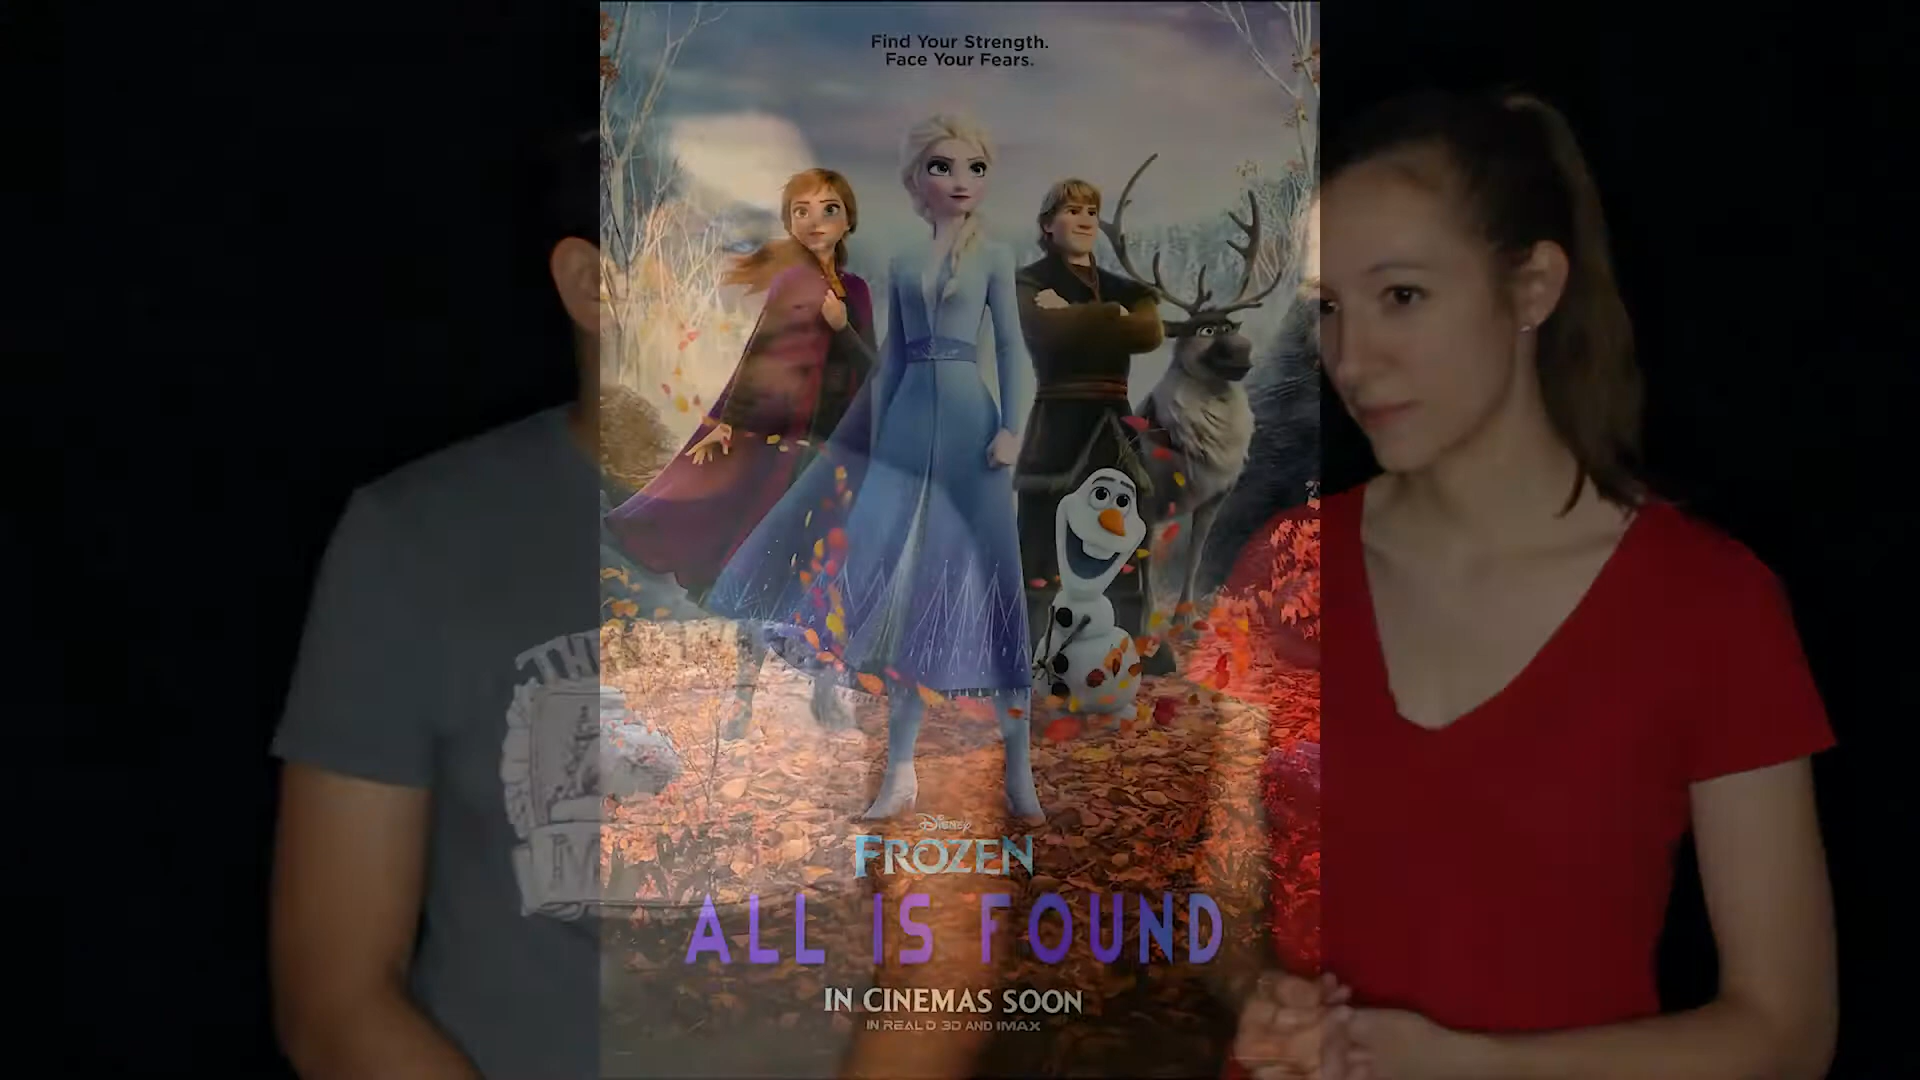 Find Your Strength.
Face Your Fears.
DISNEY
FROZEN
ALL IS FOUND
IN CINEMAS SOON
IN REAL D 3D AND IMAX